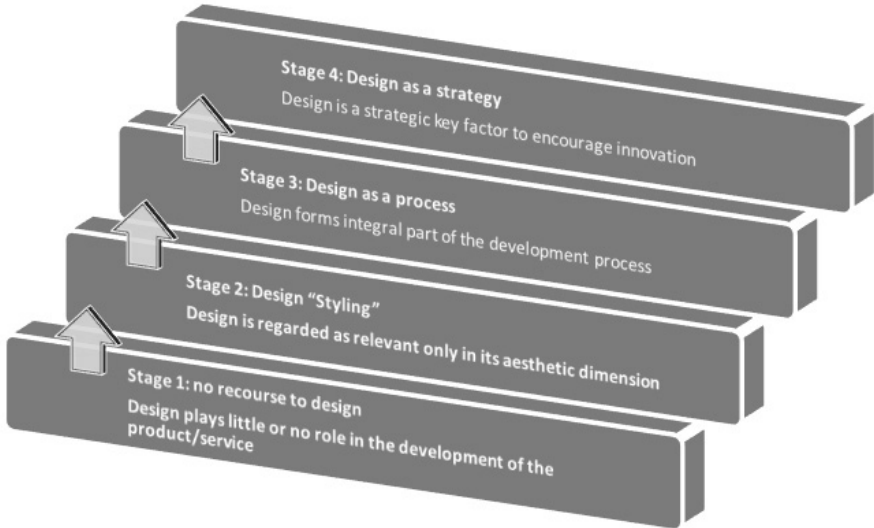 Stage 4: Design as a strategy
Design is a strategic key factor to encourage innovation
Stage 3: Design as a process
Design forms integral part of the development process
Stage 2: Design “Styling”
Design is regarded as relevant only in its aesthetic dimension
Stage 1: no recourse to design
Design plays little or no role in the development of the
product/service